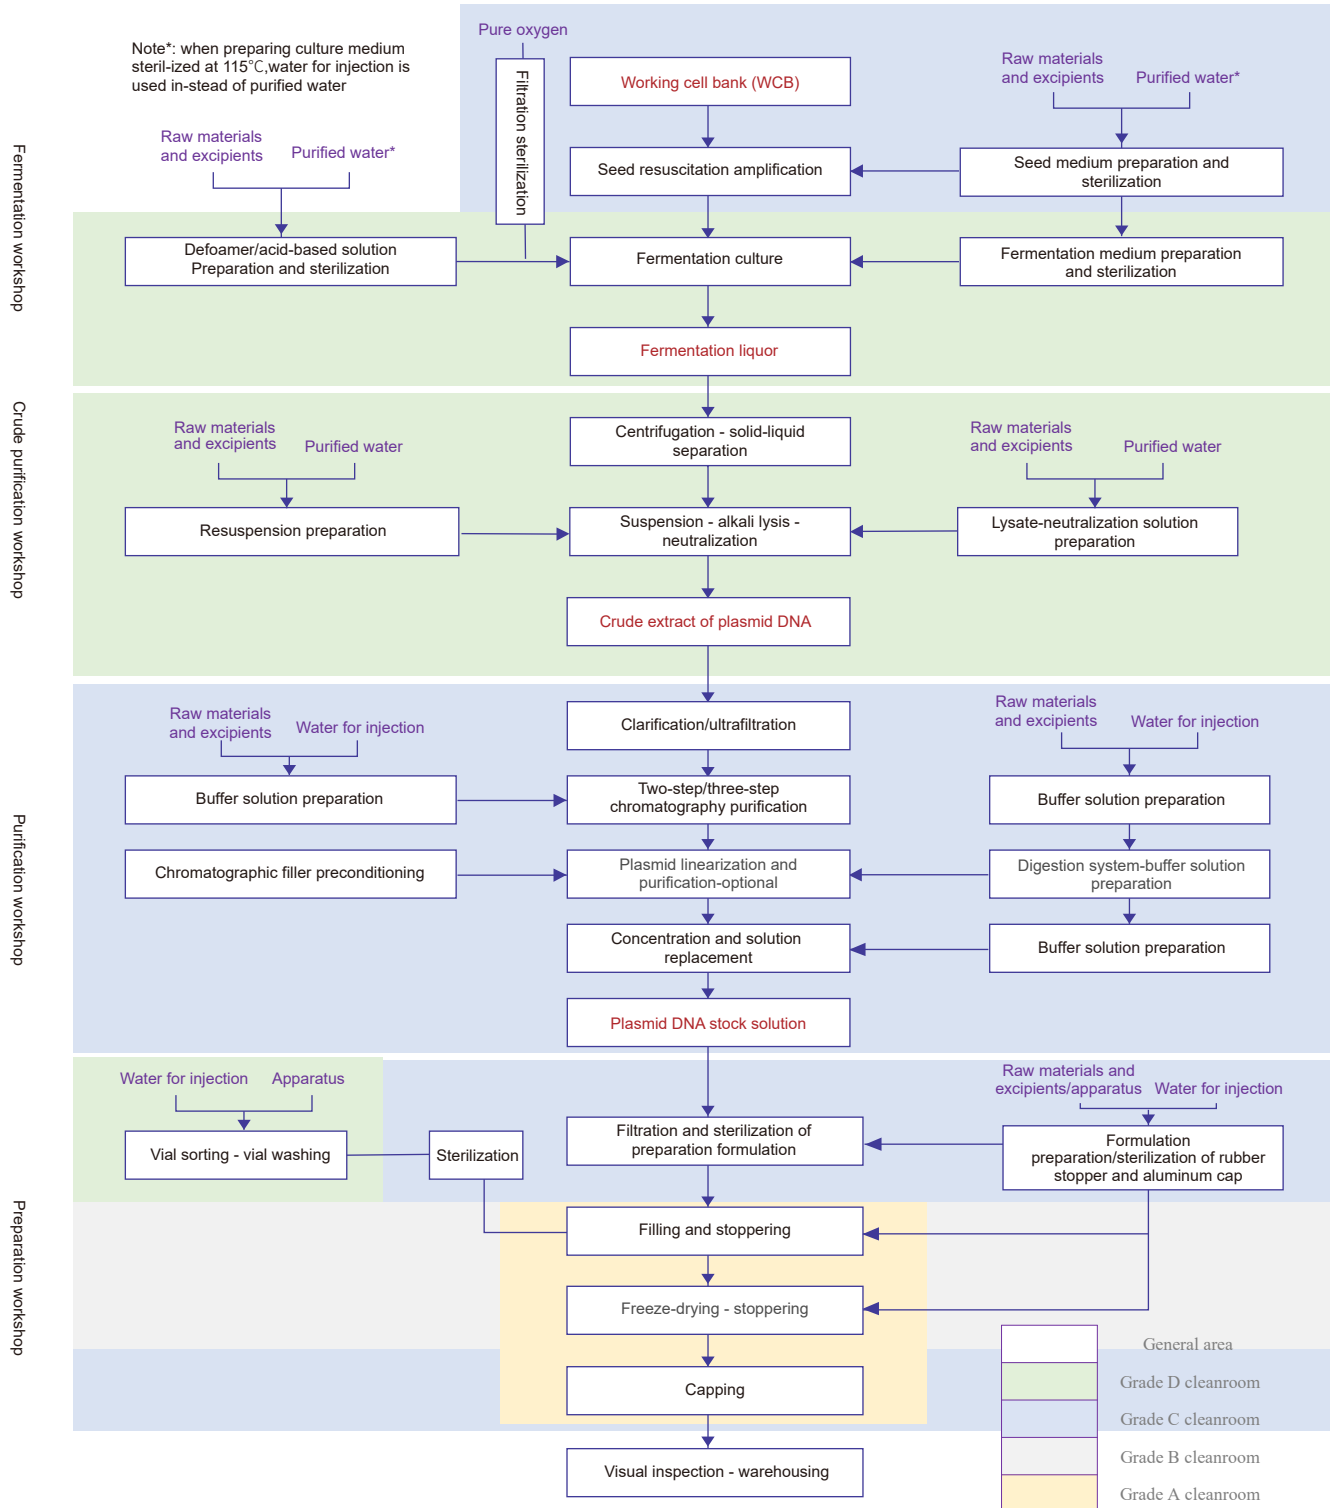 Note*: when preparing culture medium
steril-ized at 115℃,water for injection is
used in-stead of purified water
Pure oxygen
Filtration sterilization
Working cell bank (WCB)
Raw materials
and excipients
Purified water*
Raw materials
and excipients
Purified water*
Seed resuscitation amplification
Seed medium preparation and
sterilization
Fermentation workshop
Defoamer/acid-based solution
Preparation and sterilization
Fermentation culture
Fermentation medium preparation
and sterilization
Fermentation liquor
Crude purification workshop
Centrifugation - solid-liquid
separation
Raw materials
and excipients
Purified water
Raw materials
and excipients
Purified water
Resuspension preparation
Suspension - alkali lysis -
neutralization
Lysate-neutralization solution
preparation
Crude extract of plasmid DNA
Purification workshop
Raw materials
and excipients
Water for injection
Clarification/ultrafiltration
Raw materials
and excipients
Water for injection
Buffer solution preparation
Two-step/three-step
chromatography purification
Buffer solution preparation
Chromatographic filler preconditioning
Plasmid linearization and
purification-optional
Digestion system-buffer solution
preparation
Concentration and solution
replacement
Buffer solution preparation
Plasmid DNA stock solution
Preparation workshop
Water for injection
Apparatus
Raw materials and
excipients/apparatus
Water for injection
Vial sorting - vial washing
Sterilization
Filtration and sterilization of
preparation formulation
Formulation
preparation/sterilization of rubber
stopper and aluminum cap
Filling and stoppering
Freeze-drying - stoppering
Capping
Visual inspection - warehousing
General area
Grade D cleanroom
Grade C cleanroom
Grade B cleanroom
Grade A cleanroom